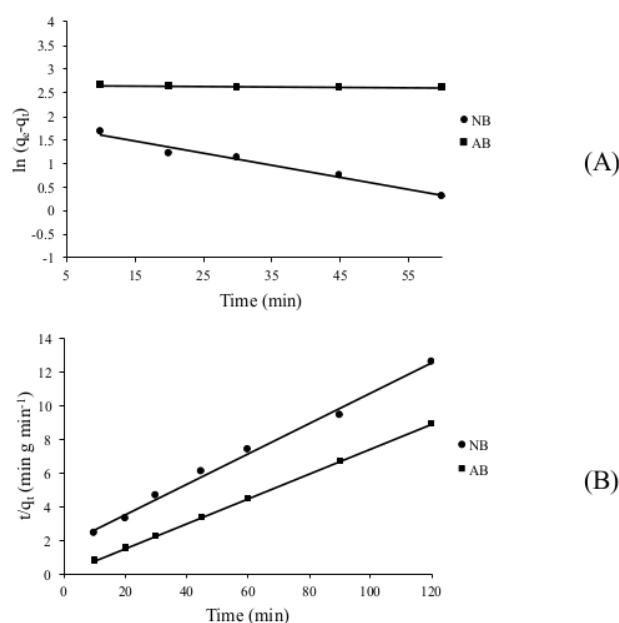 4
3.5
3
2.5
2
1.5
1
0.5
0
-0.5
-1
ln (qe-qt)
5 15 25 35 45 55
Time (min)
NB
AB
(A)
14
12
10
8
6
4
2
0
t/qt (min g min-1)
0 20 40 60 80 100 120
Time (min)
NB
AB
(B)